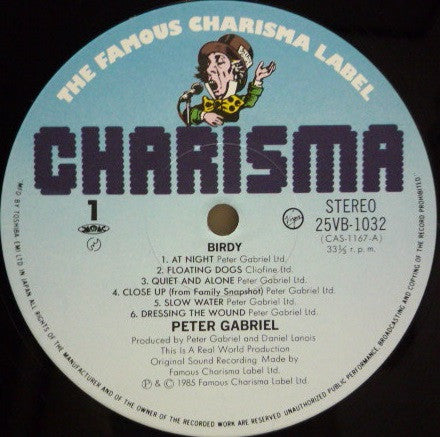 THE FAMOUS CHARISMA LABEL
CHARISMA
1
STEREO
25VB-1032
(CAS-1167-A)
33⅓ r.p.m.
BIRDY
1. AT NIGHT Peter Gabriel Ltd.
2. FLOATING DOGS Cliofine Ltd.
3. QUIET AND ALONE Peter Gabriel Ltd.
4. CLOSE UP (from Family Snapshot) Peter Gabriel Ltd.
5. SLOW WATER Peter Gabriel Ltd.
6. DRESSING THE WOUND Peter Gabriel Ltd.
PETER GABRIEL
Produced by Peter Gabriel and Daniel Lanois
This Is A Real World Production
Original Sound Recording Made by
Famous Charisma Label Ltd.
℗ & © 1985 Famous Charisma Label Ltd.
MF'D BY TOSHIBA EMI LTD IN JAPAN ALL RIGHTS OF THE MANUFACTURER AND OF THE OWNER OF THE RECORDED WORK ARE RESERVED UNAUTHORIZED PUBLIC PERFORMANCE, BROADCASTING AND COPYING OF THIS RECORD PROHIBITED